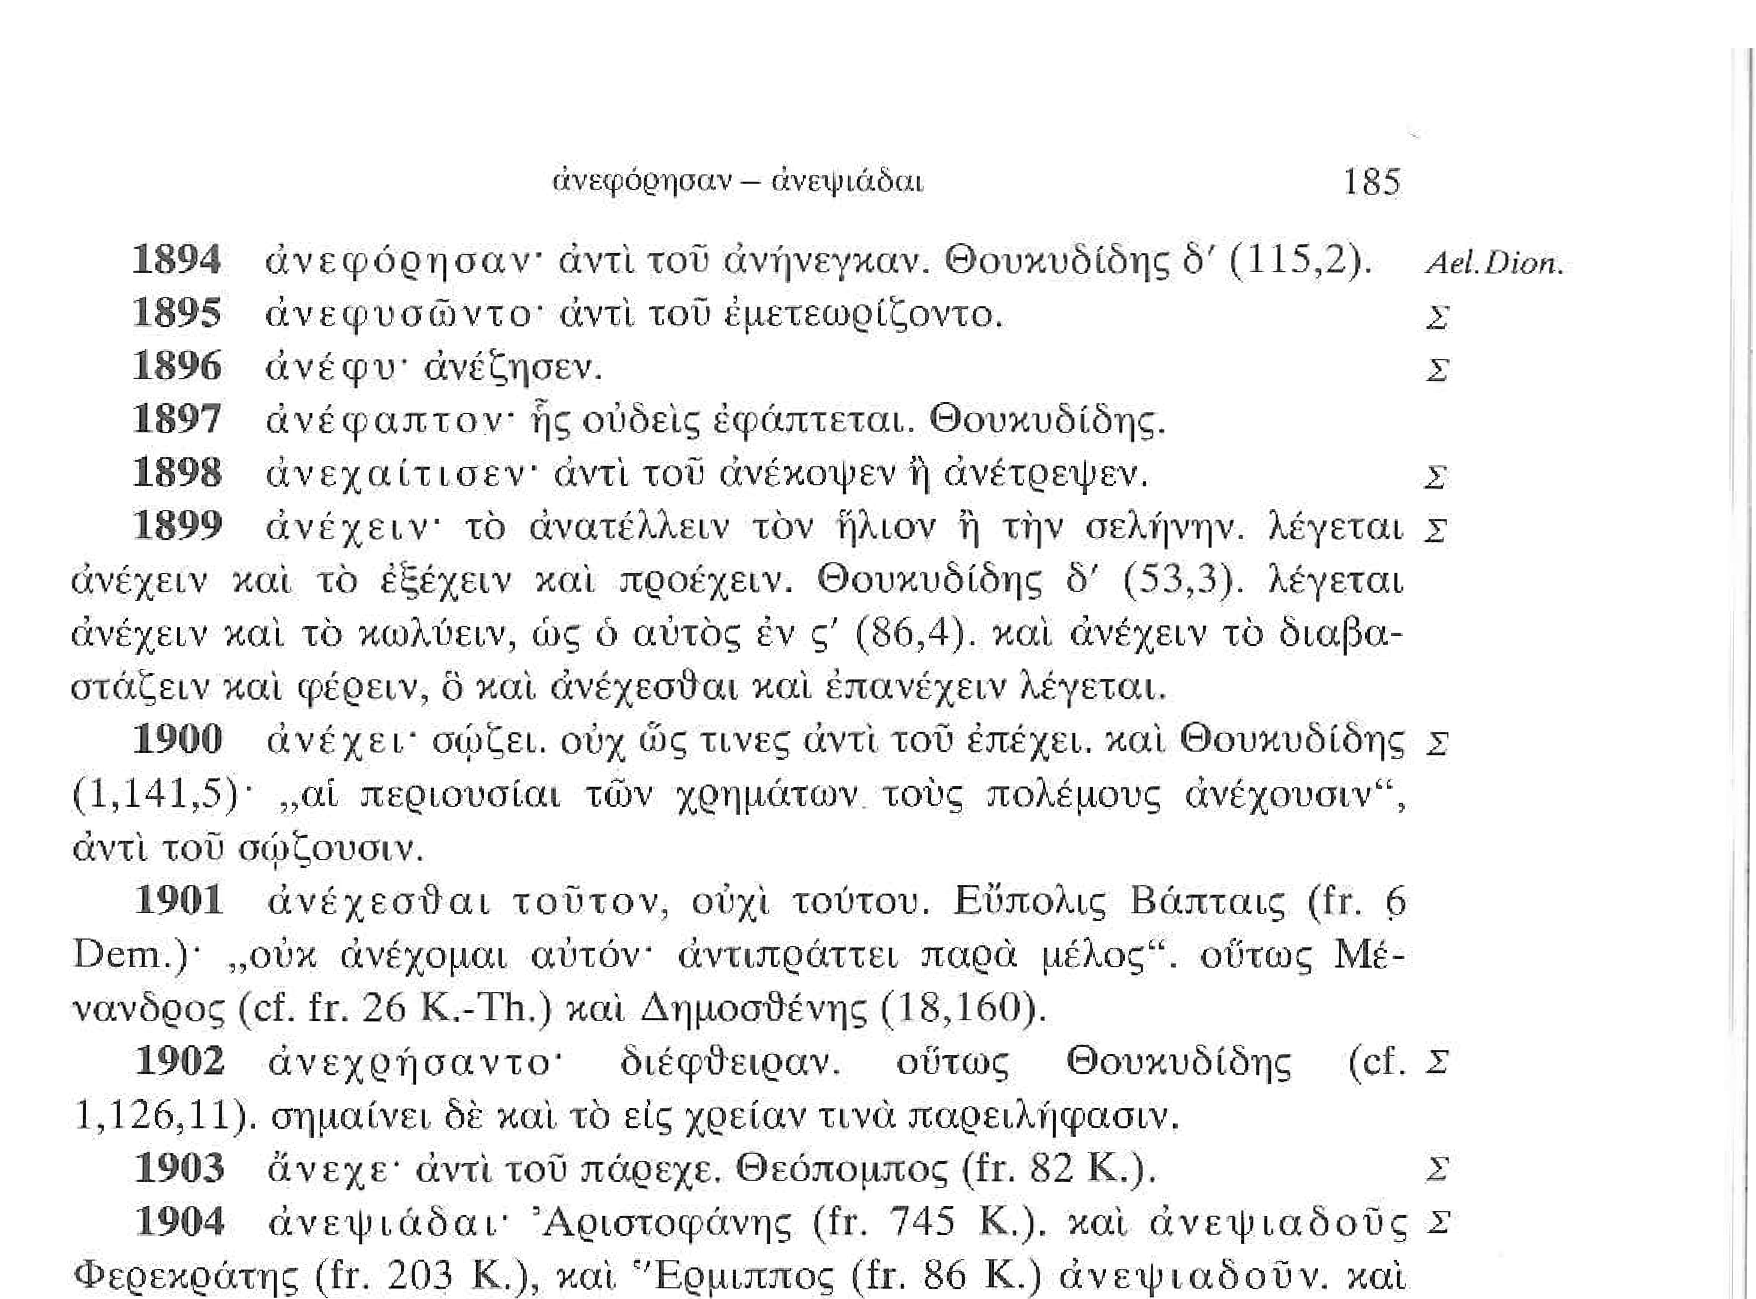 ἀνεφόρησαν – ἀνεψιάδαι 185
1894 ἀνεφόρησαν· ἀντὶ τοῦ ἀνήνεγκαν. Θουκυδίδης δ′ (115,2). Ael.Dion.
1895 ἀνεφυσῶντο· ἀντὶ τοῦ ἐμετεωρίζοντο. Σ
1896 ἀνέφυ· ἀνέζησεν. Σ
1897 ἀνέφαπτον· ἧς οὐδεὶς ἐφάπτεται. Θουκυδίδης.
1898 ἀνεχαίτισεν· ἀντὶ τοῦ ἀνέκοψεν ἢ ἀνέτρεψεν. Σ
1899 ἀνέχειν· τὸ ἀνατέλλειν τὸν ἥλιον ἢ τὴν σελήνην. λέγεται Σ
ἀνέχειν καὶ τὸ ἐξέχειν καὶ προέχειν. Θουκυδίδης δ′ (53,3). λέγεται
ἀνέχειν καὶ τὸ κωλύειν, ὡς ὁ αὐτὸς ἐν ς′ (86,4). καὶ ἀνέχειν τὸ διαβα-
στάζειν καὶ φέρειν, ὃ καὶ ἀνέχεσθαι καὶ ἐπανέχειν λέγεται.
1900 ἀνέχει· σῴζει. οὐχ ὥς τινες ἀντὶ τοῦ ἐπέχει. καὶ Θουκυδίδης Σ
(1,141,5)· „αἱ περιουσίαι τῶν χρημάτων τοὺς πολέμους ἀνέχουσιν“,
ἀντὶ τοῦ σῴζουσιν.
1901 ἀνέχεσθαι τοῦτον, οὐχὶ τούτου. Εὔπολις Βάπταις (fr. 6
Dem.)· „οὐκ ἀνέχομαι αὐτόν· ἀντιπράττει παρὰ μέλος“. οὕτως Μέ-
νανδρος (cf. fr. 26 K.-Th.) καὶ Δημοσθένης (18,160).
1902 ἀνεχρήσαντο· διέφθειραν. οὕτως Θουκυδίδης (cf. Σ
1,126,11). σημαίνει δὲ καὶ τὸ εἰς χρείαν τινὰ παρειλήφασιν.
1903 ἄνεχε· ἀντὶ τοῦ πάρεχε. Θεόπομπος (fr. 82 K.). Σ
1904 ἀνεψιάδαι· Ἀριστοφάνης (fr. 745 K.). καὶ ἀνεψιαδοῦς Σ
Φερεκράτης (fr. 203 K.), καὶ Ἕρμιππος (fr. 86 K.) ἀνεψιαδοῦν. καὶ